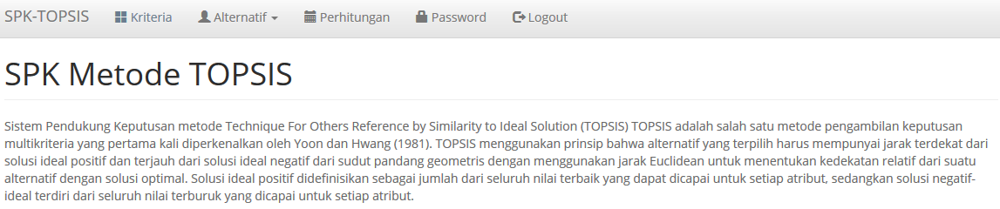 SPK-TOPSIS Kriteria Alternatif Perhitungan Password Logout
SPK Metode TOPSIS
Sistem Pendukung Keputusan metode Technique For Others Reference by Similarity to Ideal Solution (TOPSIS) TOPSIS adalah salah satu metode pengambilan keputusan
multikriteria yang pertama kali diperkenalkan oleh Yoon dan Hwang (1981). TOPSIS menggunakan prinsip bahwa alternatif yang terpilih harus mempunyai jarak terdekat dari
solusi ideal positif dan terjauh dari solusi ideal negatif dari sudut pandang geometris dengan menggunakan jarak Euclidean untuk menentukan kedekatan relatif dari suatu
alternatif dengan solusi optimal. Solusi ideal positif didefinisikan sebagai jumlah dari seluruh nilai terbaik yang dapat dicapai untuk setiap atribut, sedangkan solusi negatif-
ideal terdiri dari seluruh nilai terburuk yang dicapai untuk setiap atribut.